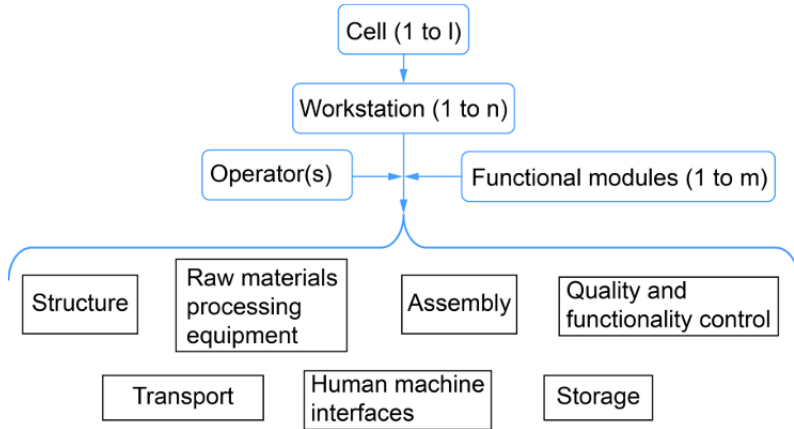 Cell (1 to l)
Workstation (1 to n)
Operator(s)
Functional modules (1 to m)
Structure
Raw materials
processing
equipment
Assembly
Quality and
functionality control
Transport
Human machine
interfaces
Storage